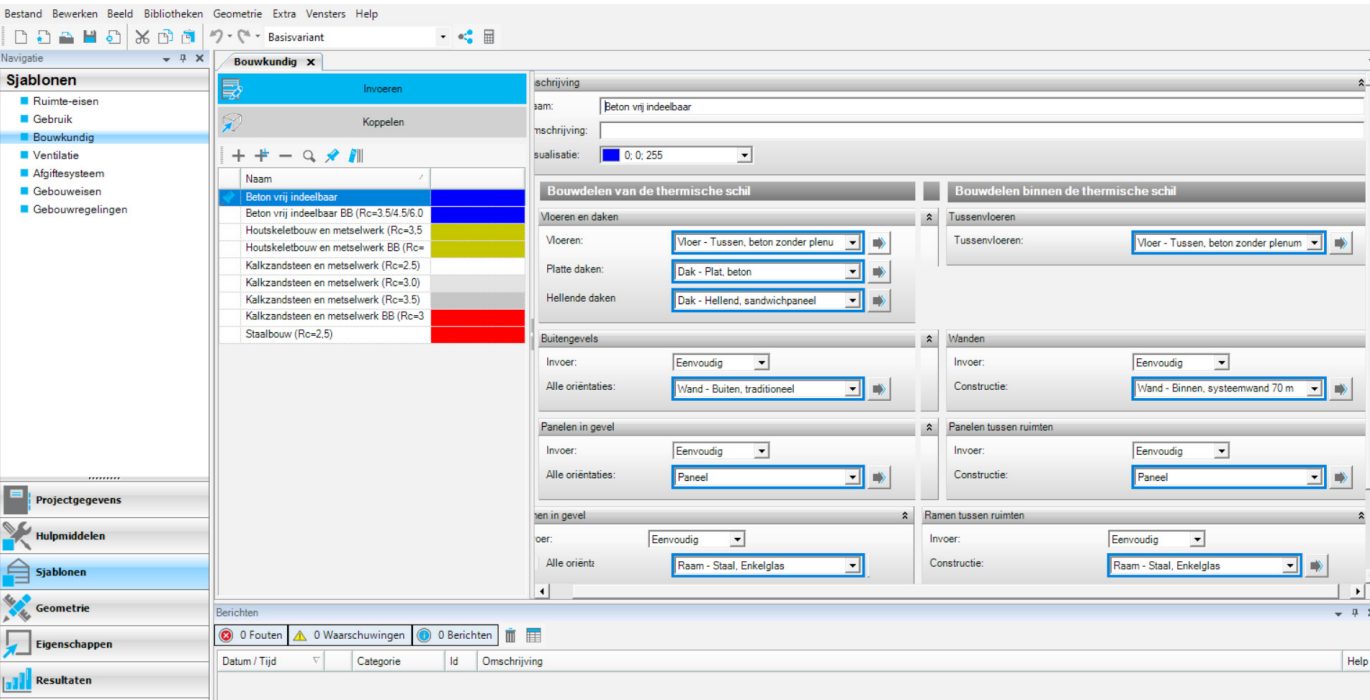 Bestand Bewerken Beeld Bibliotheken Geometrie Extra Vensters Help
Basisvariant
Navigatie
Sjablonen
Ruimte-eisen
Gebruik
Bouwkundig
Ventilatie
Afgiftesysteem
Gebouweisen
Gebouwregelingen
Projectgegevens
Hulpmiddelen
Sjablonen
Geometrie
Eigenschappen
Resultaten
Bouwkundig
Invoeren
Koppelen
Naam
Beton vrij indeelbaar
Beton vrij indeelbaar BB (Rc=3.5/4.5/6.0
Houtskeletbouw en metselwerk (Rc=3,5
Houtskeletbouw en metselwerk BB (Rc=
Kalkzandsteen en metselwerk (Rc=2.5)
Kalkzandsteen en metselwerk (Rc=3.0)
Kalkzandsteen en metselwerk (Rc=3.5)
Kalkzandsteen en metselwerk BB (Rc=3
Staalbouw (Rc=2,5)
schrijving
aam: Beton vrij indeelbaar
mschrijving:
sualisatie: 0; 0; 255
Bouwdelen van de thermische schil
Vloeren en daken
Vloeren: Vloer - Tussen, beton zonder plenu
Platte daken: Dak - Plat, beton
Hellende daken Dak - Hellend, sandwichpaneel
Buitengevels
Invoer: Eenvoudig
Alle oriëntaties: Wand - Buiten, traditioneel
Panelen in gevel
Invoer: Eenvoudig
Alle oriëntaties: Paneel
nen in gevel
oer: Eenvoudig
Alle oriënta Raam - Staal, Enkelglas
Bouwdelen binnen de thermische schil
Tussenvloeren
Tussenvloeren: Vloer - Tussen, beton zonder plenum
Wanden
Invoer: Eenvoudig
Constructie: Wand - Binnen, systeemwand 70 m
Panelen tussen ruimten
Invoer: Eenvoudig
Constructie: Paneel
Ramen tussen ruimten
Invoer: Eenvoudig
Constructie: Raam - Staal, Enkelglas
Berichten
0 Fouten 0 Waarschuwingen 0 Berichten
Datum / Tijd Categorie Id Omschrijving Help